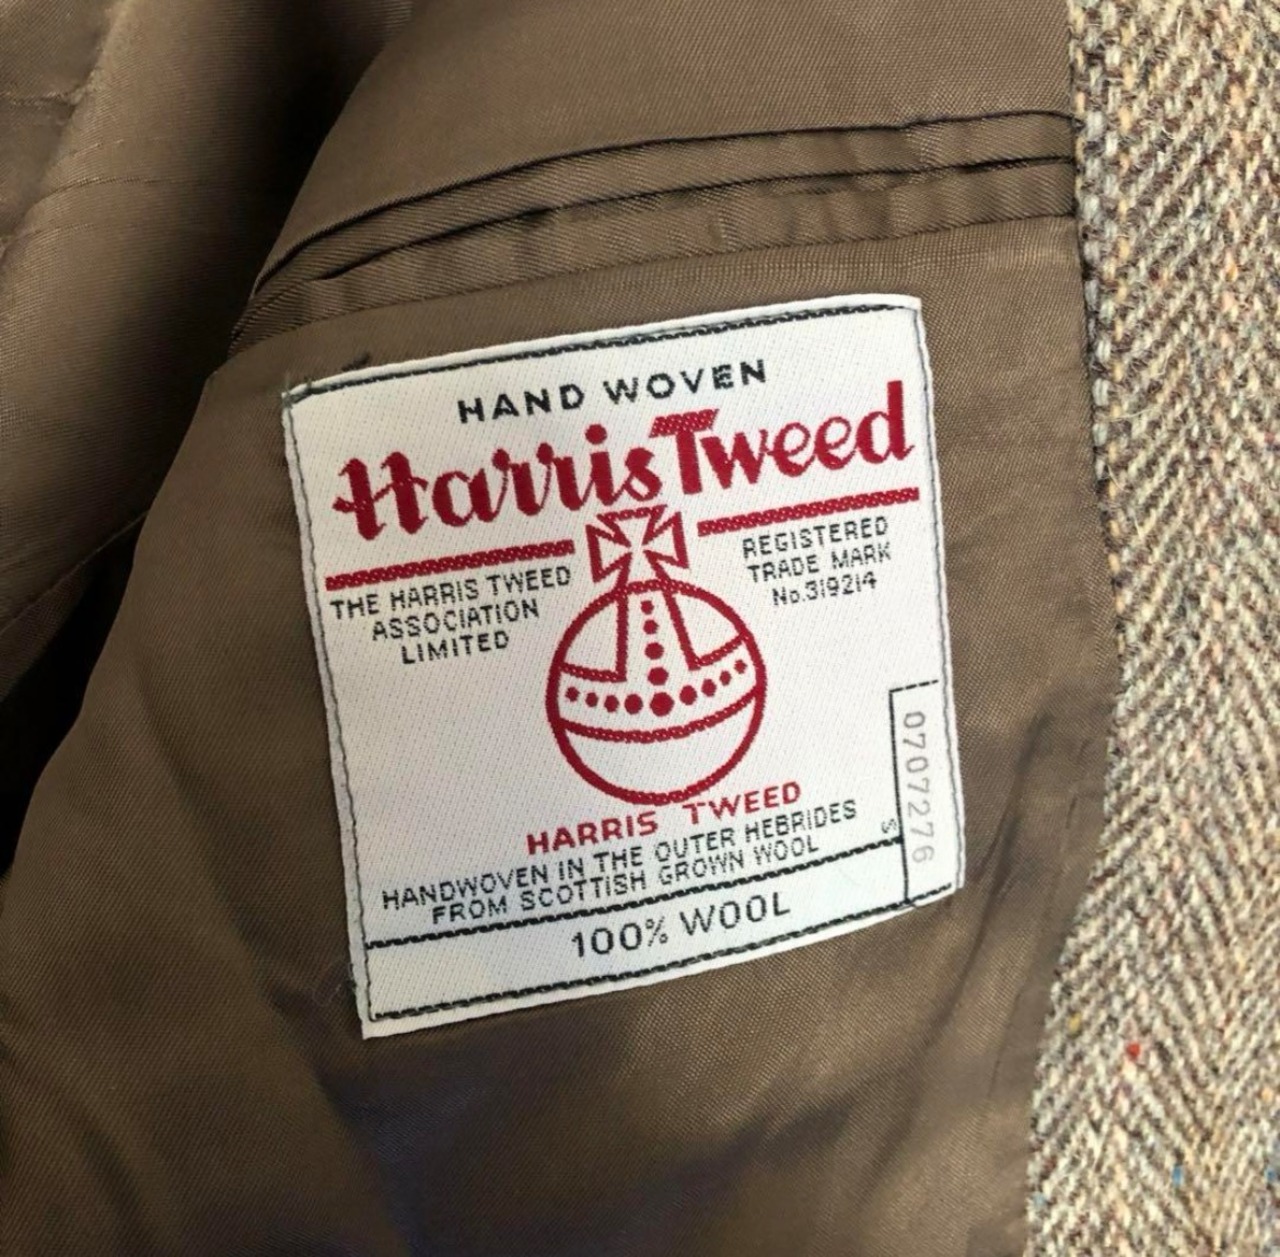 HAND WOVEN
Harris Tweed
THE HARRIS TWEED
ASSOCIATION
LIMITED
REGISTERED
TRADE MARK
No.319214
HARRIS TWEED
HANDWOVEN IN THE OUTER HEBRIDES
FROM SCOTTISH GROWN WOOL
S
100% WOOL
0707276